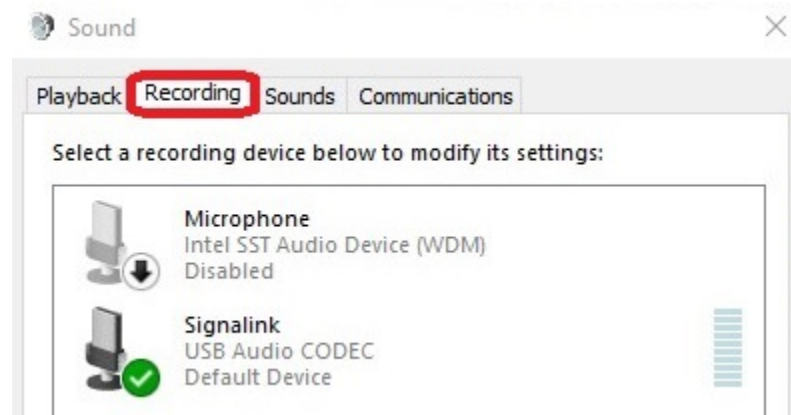 Sound
Playback Recording Sounds Communications
Select a recording device below to modify its settings:
Microphone
Intel SST Audio Device (WDM)
Disabled
Signalink
USB Audio CODEC
Default Device